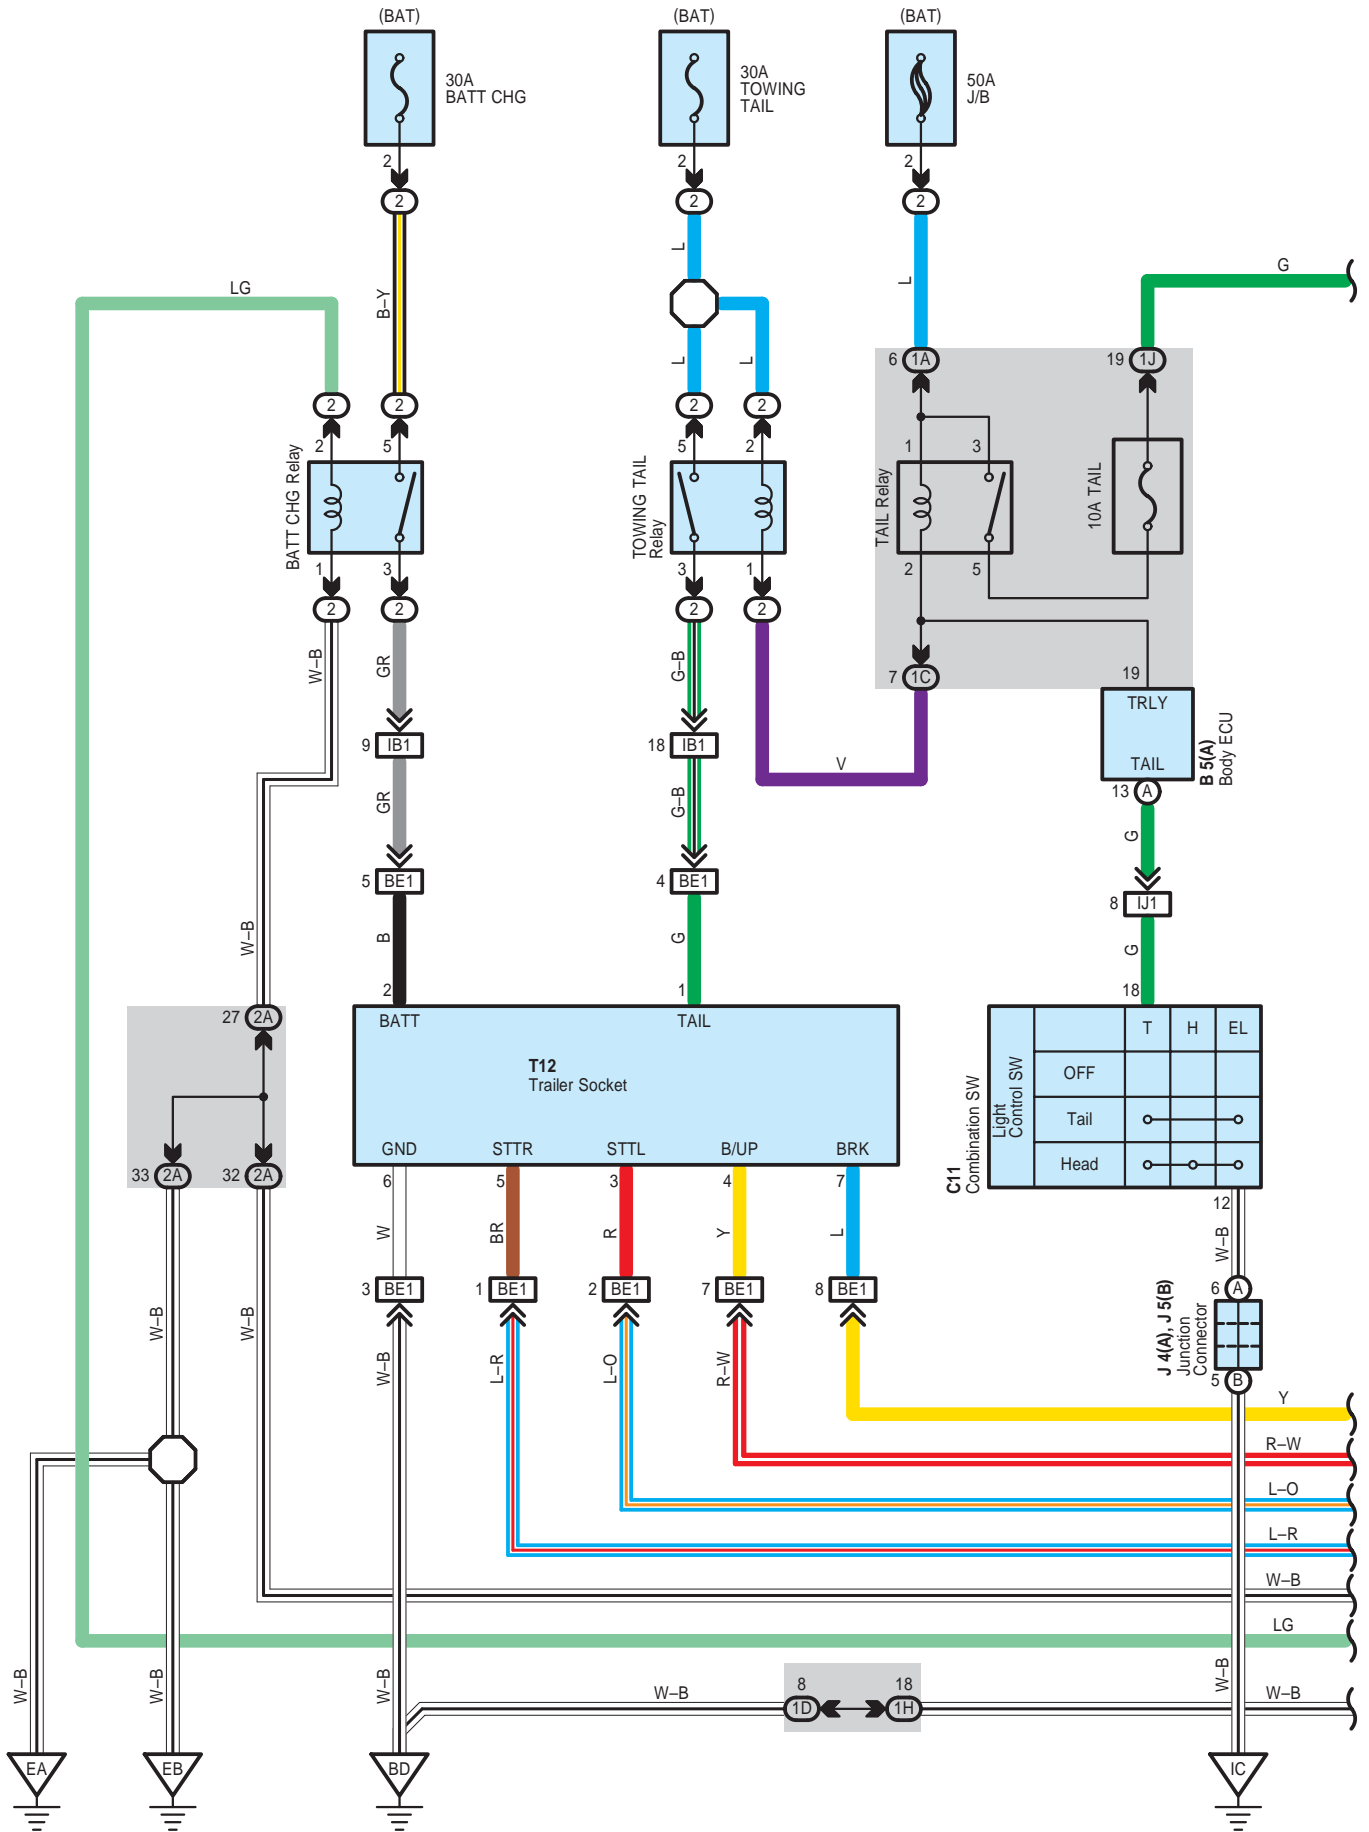 (BAT)
(BAT)
(BAT)
30A
BATT CHG
30A
TOWING
TAIL
50A
J/B
2
2
2
2
2
2
LG
B–Y
L
L
G
L
L
6
1A
19
1J
2
2
2
2
2
5
5
2
1
3
BATT CHG Relay
TOWING TAIL
Relay
TAIL Relay
10A TAIL
1
3
3
1
2
5
2
2
2
2
W–B
GR
G–B
7
1C
19
TRLY
TAIL
B 5(A)
Body ECU
9
IB1
18
IB1
V
13
A
GR
G–B
G
5
BE1
4
BE1
8
IJ1
W–B
B
G
G
2
1
18
27
2A
BATT
TAIL
T12
Trailer Socket
GND
STTR
STTL
B/UP
BRK
C11
Combination SW
Light
Control SW
T
H
EL
OFF
Tail
Head
33
2A
32
2A
6
5
3
4
7
12
W
BR
R
Y
L
W–B
3
BE1
1
BE1
2
BE1
7
BE1
8
BE1
6
A
W–B
W–B
W–B
L–R
L–O
R–W
J 4(A), J 5(B)
Junction
Connector
5
B
Y
R–W
L–O
L–R
W–B
LG
W–B
W–B
W–B
W–B
8
1D
18
1H
W–B
W–B
EA
EB
BD
IC